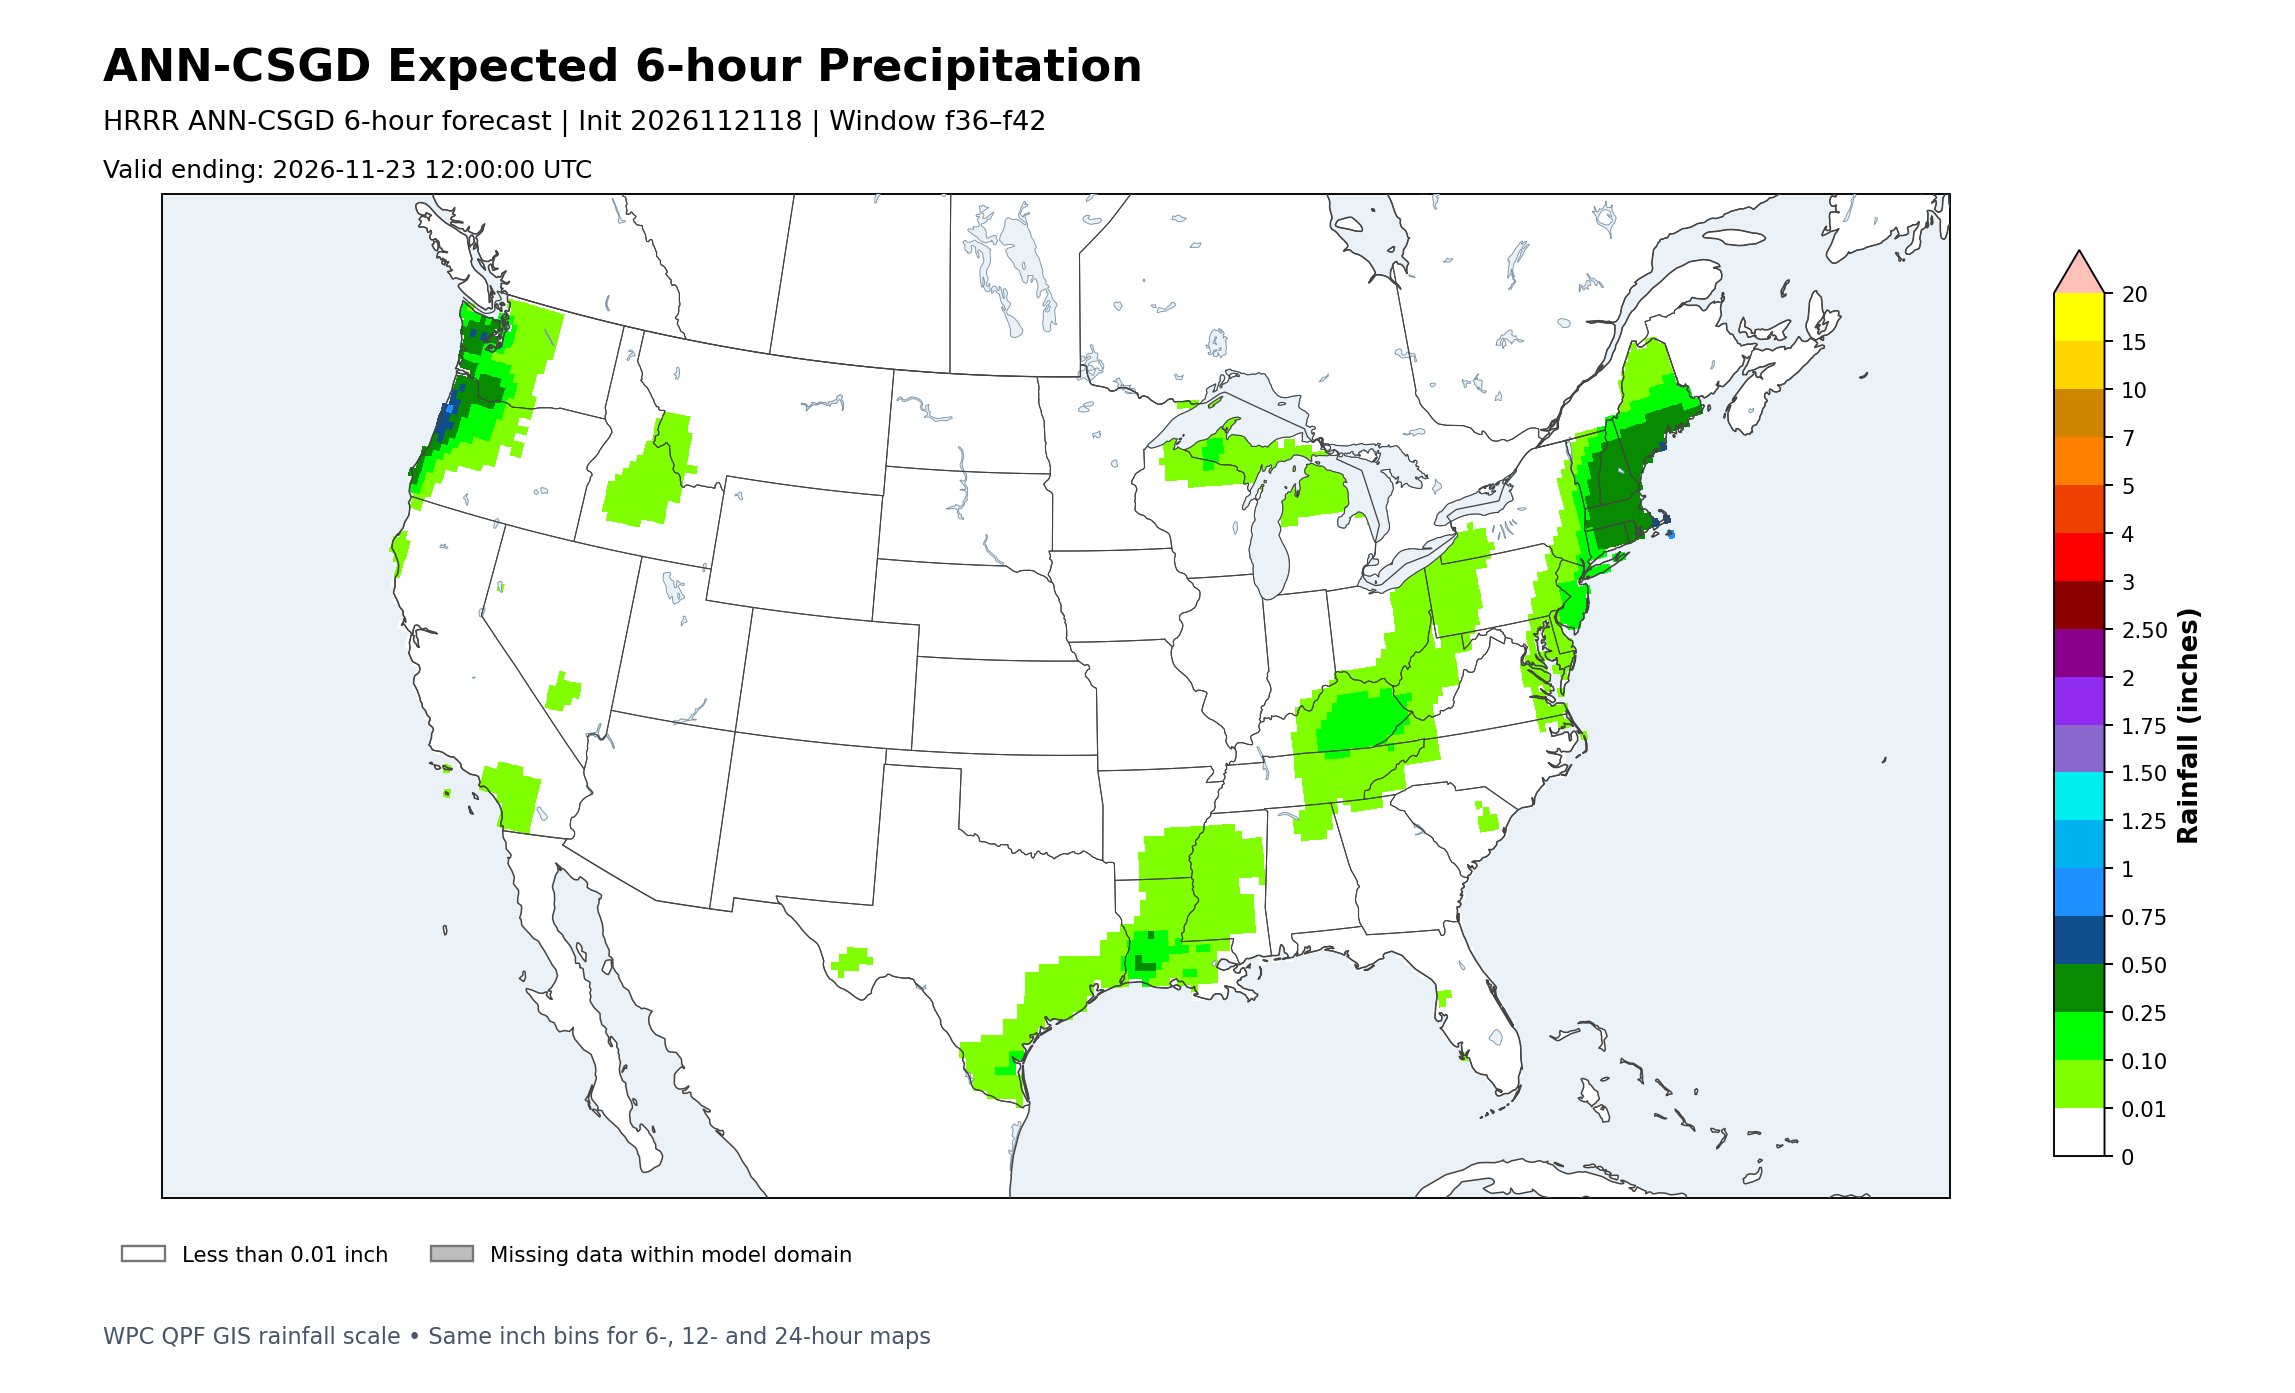 ANN-CSGD Expected 6-hour Precipitation
HRRR ANN-CSGD 6-hour forecast | Init 2026112118 | Window f36–f42
Valid ending: 2026-11-23 12:00:00 UTC
20
15
10
7
5
4
3
2.50
2
1.75
1.50
1.25
1
0.75
0.50
0.25
0.10
0.01
0
Rainfall (inches)
Less than 0.01 inch
Missing data within model domain
WPC QPF GIS rainfall scale • Same inch bins for 6-, 12- and 24-hour maps